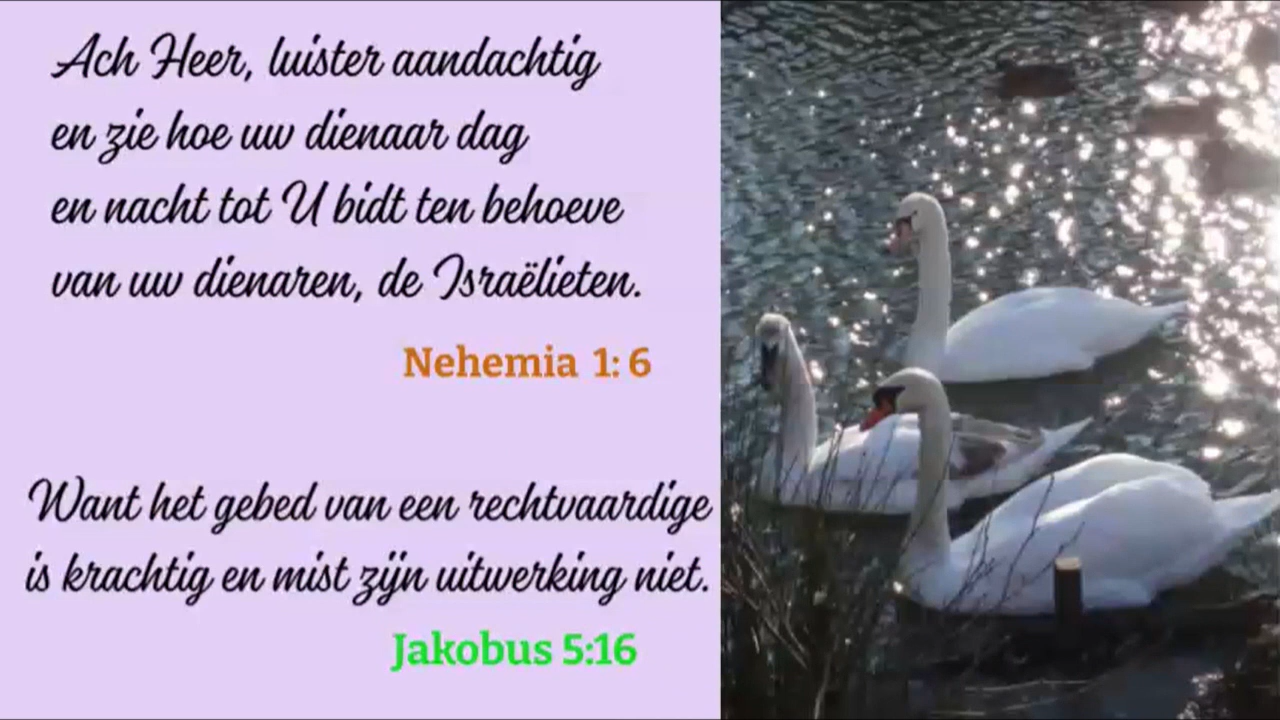 Ach Heer, luister aandachtig
en zie hoe uw dienaar dag
en nacht tot U bidt ten behoeve
van uw dienaren, de Israëlieten.
Nehemia 1: 6
Want het gebed van een rechtvaardige
is krachtig en mist zijn uitwerking niet.
Jakobus 5:16